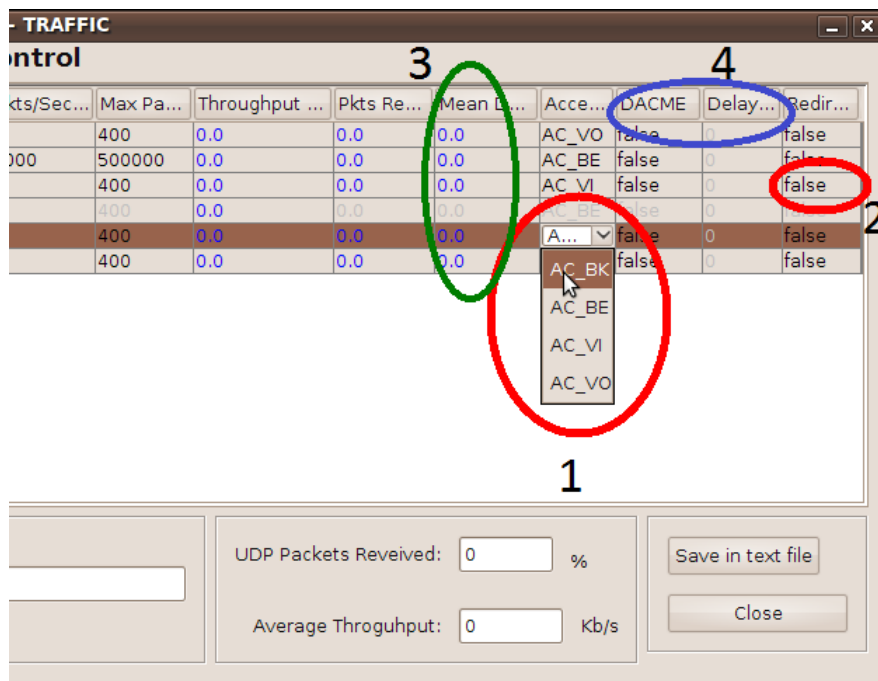 - TRAFFIC
ontrol
3 4
kts/Sec... Max Pa... Throughput ... Pkts Re... Mean D... Acce... DACME Delay... Redir...
400 0.0 0.0 0.0 AC_VO false 0 false
000 500000 0.0 0.0 0.0 AC_BE false 0 false
400 0.0 0.0 0.0 AC_VI false 0 false
400 0.0 0.0 0.0 AC_BE false 0 false
2
400 0.0 0.0 0.0 A... false 0 false
400 0.0 0.0 0.0 false 0 false
AC_BK
AC_BE
AC_VI
AC_VO
1
UDP Packets Reveived: 0 %
Average Throguhput: 0 Kb/s
Save in text file
Close